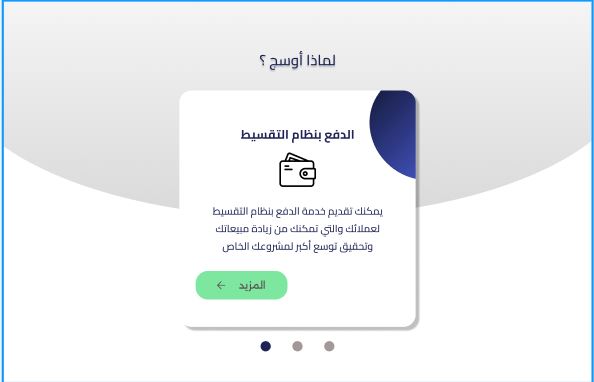 لماذا أوسج ؟
الدفع بنظام التقسيط
يمكنك تقديم خدمة الدفع بنظام التقسيط
لعملائك والتي تمكنك من زيادة مبيعاتك
وتحقيق توسع أكبر لمشروعك الخاص
المزيد